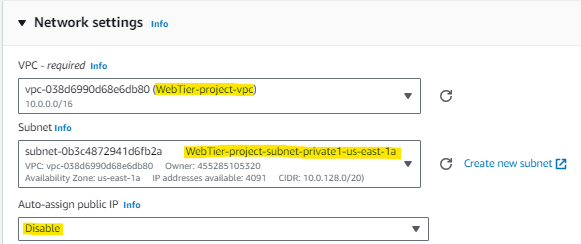 Network settings Info
VPC - required Info
vpc-038d6990d68e6db80 (WebTier-project-vpc)
10.0.0.0/16
Subnet Info
subnet-0b3c4872941d6fb2a WebTier-project-subnet-private1-us-east-1a
VPC: vpc-038d6990d68e6db80 Owner: 455285105320
Availability Zone: us-east-1a IP addresses available: 4091 CIDR: 10.0.128.0/20)
Create new subnet
Auto-assign public IP Info
Disable